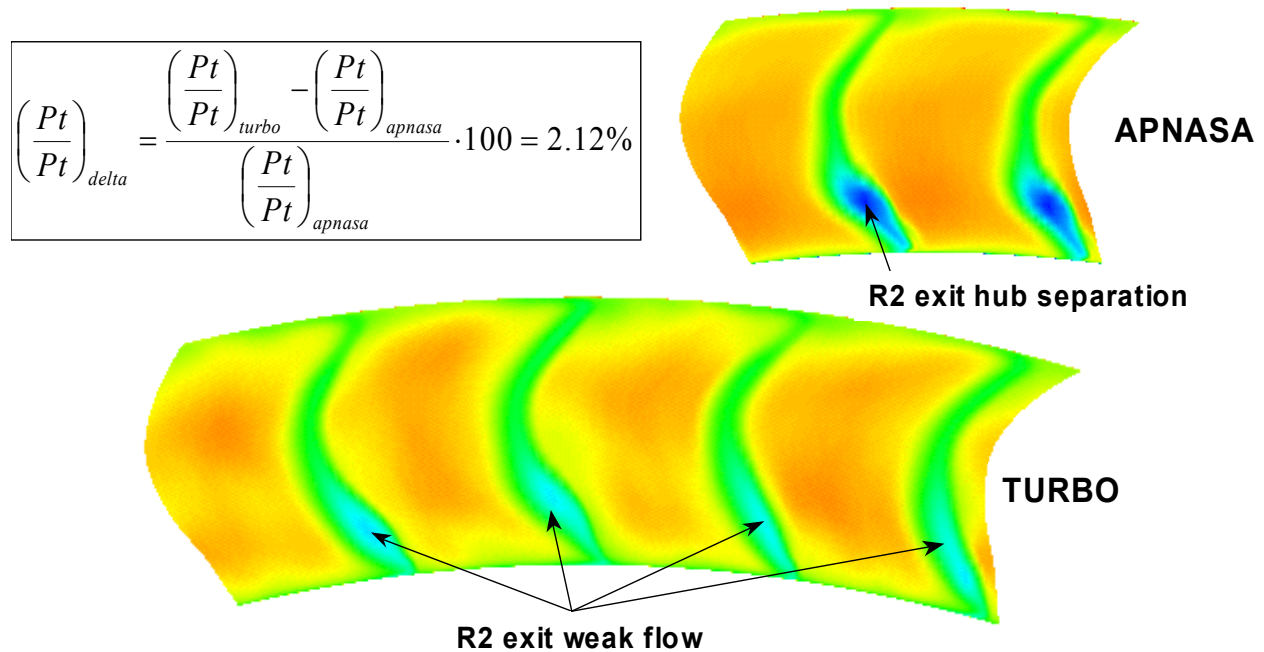 (Pt/Pt)delta = ((Pt/Pt)turbo − (Pt/Pt)apnasa) / (Pt/Pt)apnasa ·100 = 2.12%
APNASA
R2 exit hub separation
TURBO
R2 exit weak flow